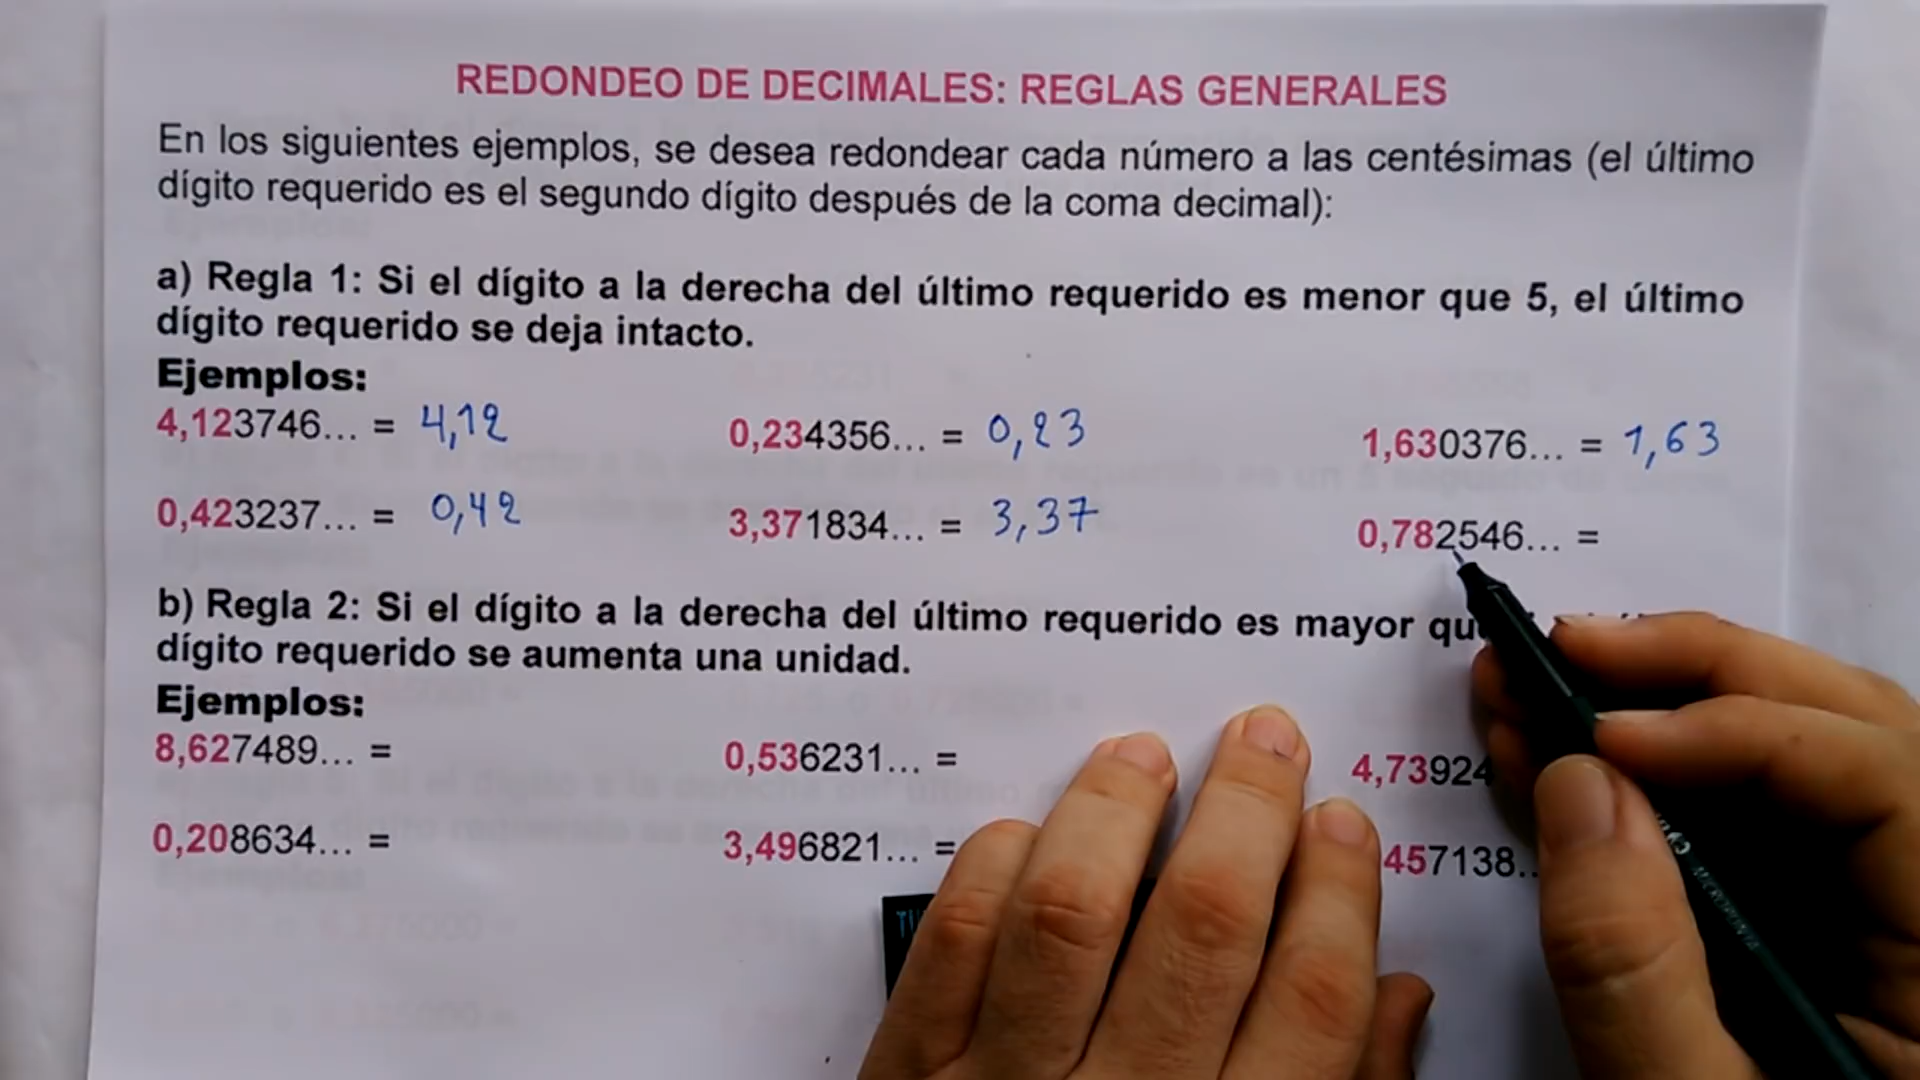 REDONDEO DE DECIMALES: REGLAS GENERALES
En los siguientes ejemplos, se desea redondear cada número a las centésimas (el último
dígito requerido es el segundo dígito después de la coma decimal):
a) Regla 1: Si el dígito a la derecha del último requerido es menor que 5, el último
dígito requerido se deja intacto.
Ejemplos:
4,123746... = 4,12 0,234356... = 0,23 1,630376... = 1,63
0,423237... = 0,42 3,371834... = 3,37 0,782546... =
b) Regla 2: Si el dígito a la derecha del último requerido es mayor
dígito requerido se aumenta una unidad.
Ejemplos:
8,627489... = 0,536231... = 4,73924
0,208634... = 3,496821... = 457138..